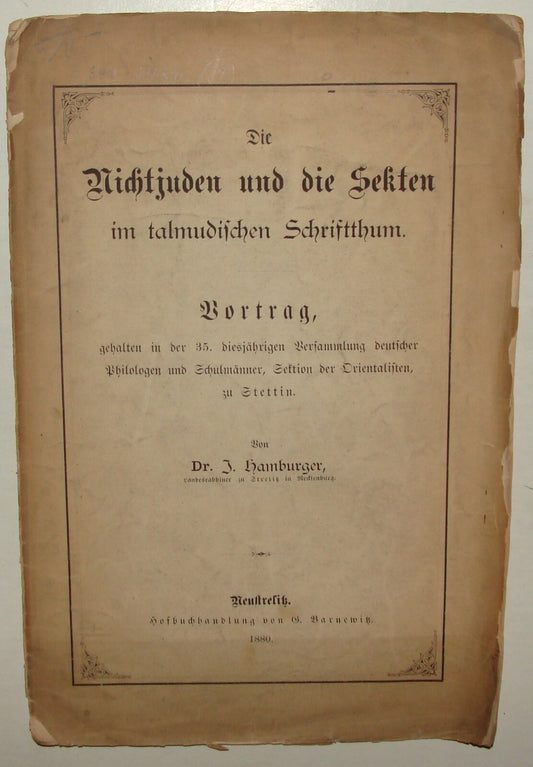 Die
Nichtjuden und die Sekten
im talmudischen Schriftthum.
Vortrag,
gehalten in der 35. diesjährigen Versammlung deutscher
Philologen und Schulmänner, Sektion der Orientalisten,
zu Stettin.
Von
Dr. J. Hamburger,
Landesrabbiner zu Strelitz in Mecklenburg.
Neustrelitz.
Hofbuchhandlung von G. Barnewitz.
1880.